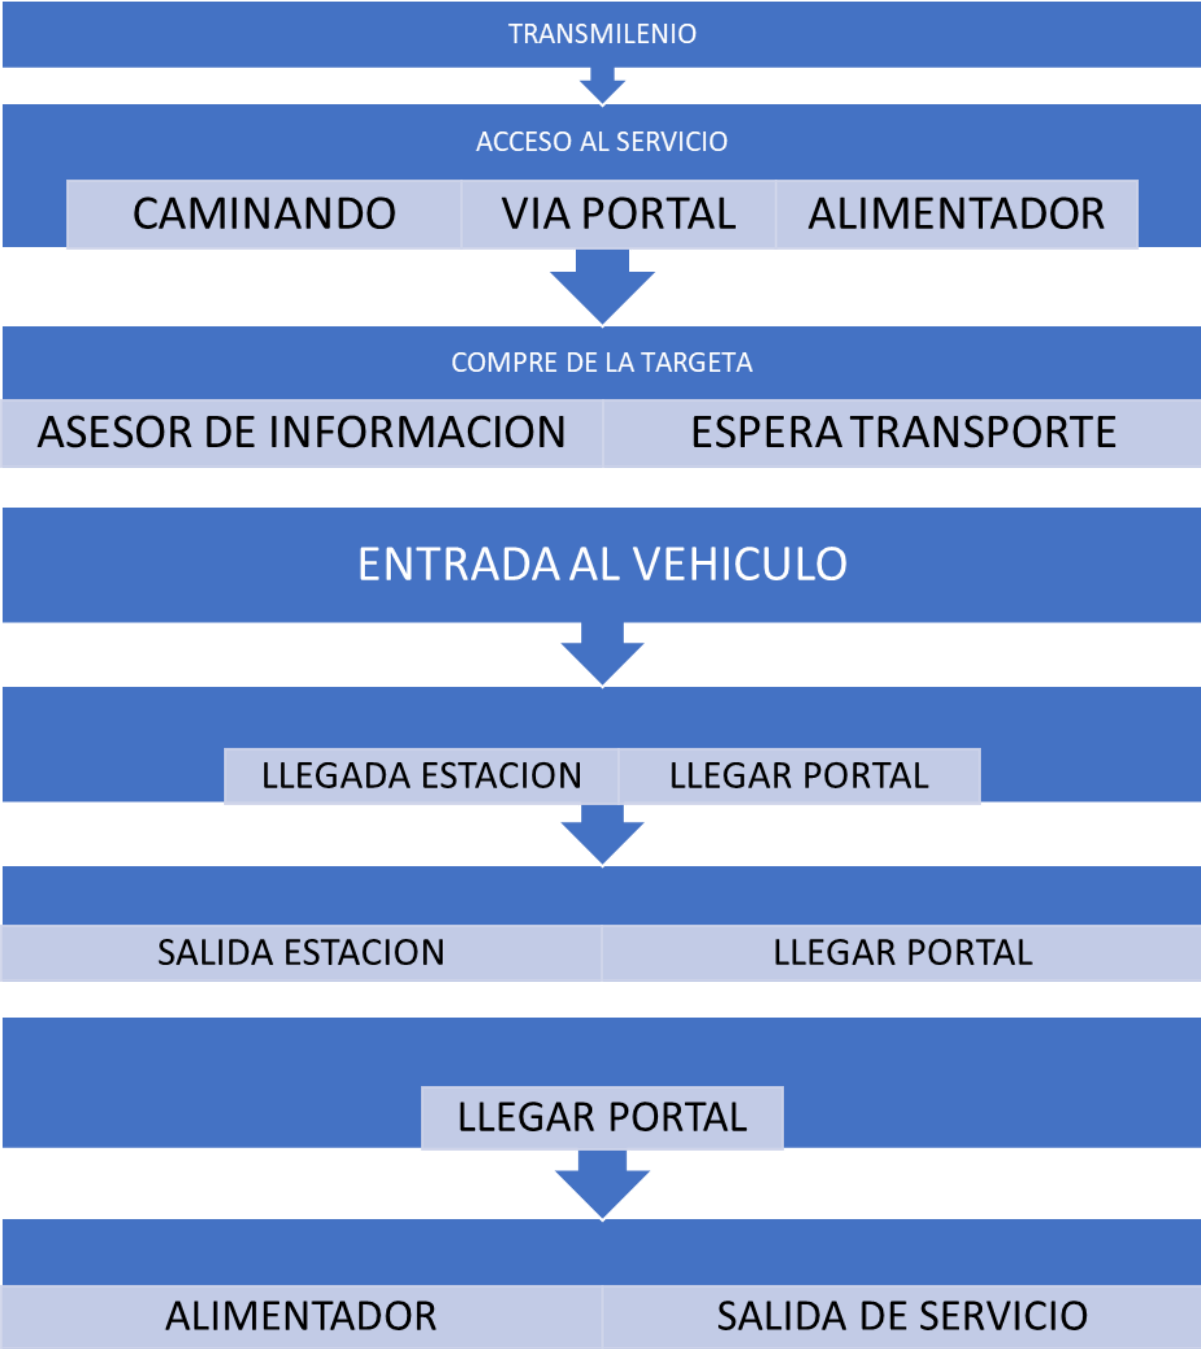 TRANSMILENIO
ACCESO AL SERVICIO
CAMINANDO
VIA PORTAL
ALIMENTADOR
COMPRE DE LA TARGETA
ASESOR DE INFORMACION
ESPERA TRANSPORTE
ENTRADA AL VEHICULO
LLEGADA ESTACION
LLEGAR PORTAL
SALIDA ESTACION
LLEGAR PORTAL
LLEGAR PORTAL
ALIMENTADOR
SALIDA DE SERVICIO